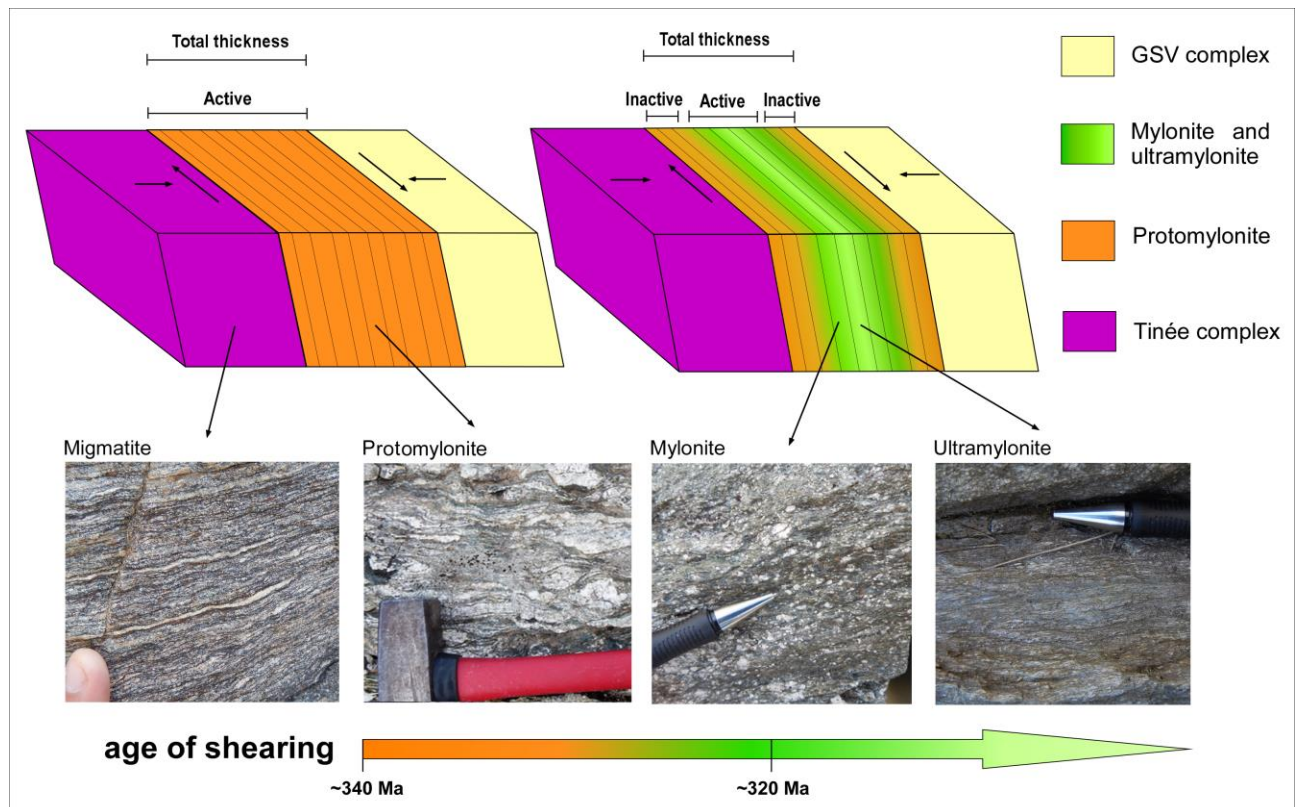 Total thickness
Active
Total thickness
Inactive Active Inactive
GSV complex
Mylonite and
ultramylonite
Protomylonite
Tinée complex
Migmatite
Protomylonite
Mylonite
Ultramylonite
age of shearing
~340 Ma
~320 Ma